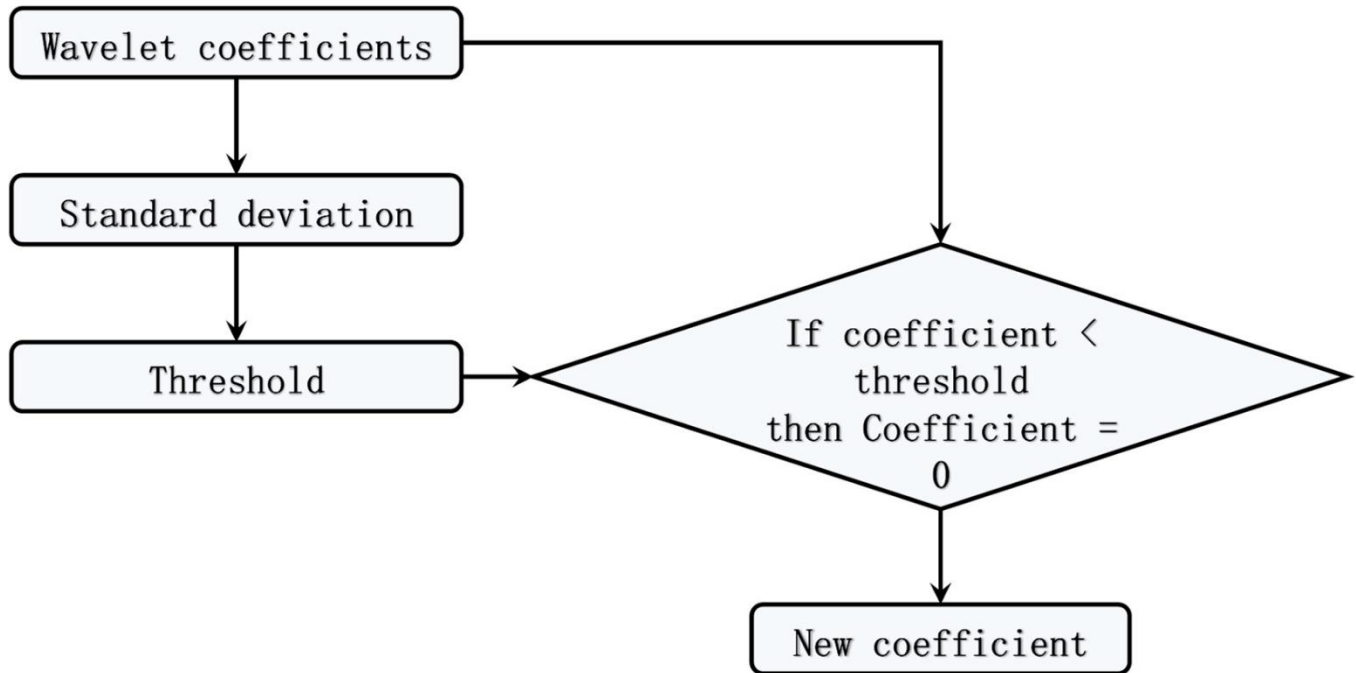 Wavelet coefficients
Standard deviation
Threshold
If coefficient <
threshold
then Coefficient =
0
New coefficient